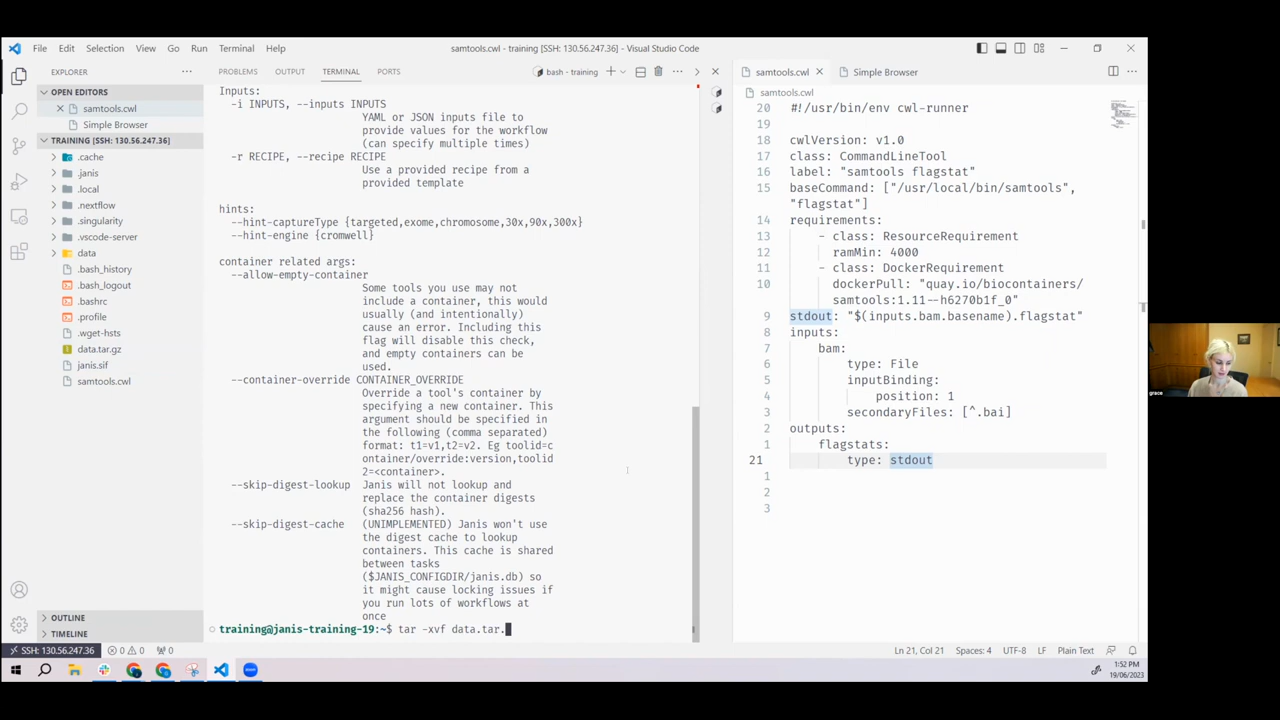 File Edit Selection View Go Run Terminal Help
samtools.cwl - training [SSH: 130.56.247.36] - Visual Studio Code
EXPLORER
OPEN EDITORS
samtools.cwl
Simple Browser
TRAINING [SSH: 130.56.247.36]
.cache
.janis
.local
.nextflow
.singularity
.vscode-server
data
.bash_history
.bash_logout
.bashrc
.profile
.wget-hsts
data.tar.gz
janis.sif
samtools.cwl
OUTLINE
TIMELINE
PROBLEMS OUTPUT TERMINAL PORTS
bash - training
Inputs:
-i INPUTS, --inputs INPUTS
YAML or JSON inputs file to
provide values for the workflow
(can specify multiple times)
-r RECIPE, --recipe RECIPE
Use a provided recipe from a
provided template
hints:
--hint-captureType {targeted,exome,chromosome,30x,90x,300x}
--hint-engine {cromwell}
container related args:
--allow-empty-container
Some tools you use may not
include a container, this would
usually (and intentionally)
cause an error. Including this
flag will disable this check,
and empty containers can be
used.
--container-override CONTAINER_OVERRIDE
Override a tool's container by
specifying a new container. This
argument should be specified in
the following (comma separated)
format: t1=v1,t2=v2. Eg toolid=c
ontainer/override:version,toolid
2=<container>.
--skip-digest-lookup Janis will not lookup and
replace the container digests
(sha256 hash).
--skip-digest-cache (UNIMPLEMENTED) Janis won't use
the digest cache to lookup
containers. This cache is shared
between tasks
($JANIS_CONFIGDIR/janis.db) so
it might cause locking issues if
you run lots of workflows at
once
training@janis-training-19:~$ tar -xvf data.tar.
samtools.cwl Simple Browser
samtools.cwl
20 #!/usr/bin/env cwl-runner
19
18 cwlVersion: v1.0
17 class: CommandLineTool
16 label: "samtools flagstat"
15 baseCommand: ["/usr/local/bin/samtools",
"flagstat"]
14 requirements:
13 - class: ResourceRequirement
12 ramMin: 4000
11 - class: DockerRequirement
10 dockerPull: "quay.io/biocontainers/
samtools:1.11--h6270b1f_0"
9 stdout: "$(inputs.bam.basename).flagstat"
8 inputs:
7 bam:
6 type: File
5 inputBinding:
4 position: 1
3 secondaryFiles: [^.bai]
2 outputs:
1 flagstats:
21 type: stdout
1
2
3
SSH: 130.56.247.36 0 0 0
Ln 21, Col 21 Spaces: 4 UTF-8 LF Plain Text
1:52 PM
19/06/2023
grace